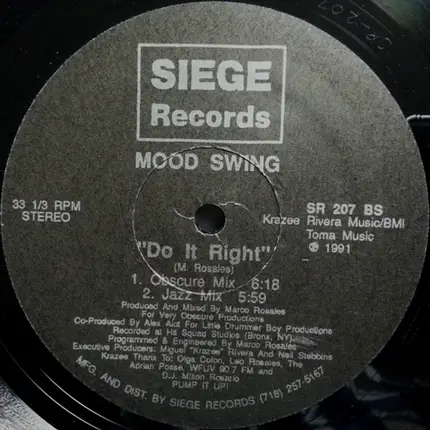 SIEGE
Records
MOOD SWING
33 1/3 RPM
STEREO
SR 207 BS
Krazee Rivera Music/BMI
Toma Music
℗ 1991
"Do It Right"
(M. Rosales)
1. Obscure Mix 6:18
2. Jazz Mix 5:59
Produced And Mixed By Marco Rosales
For Very Obscure Productions
Co-Produced By Alex Aict For Little Drummer Boy Productions
Recorded at Hit Squad Studios (Bronx, NY)
Programmed & Engineered By Marco Rosales
Executive Producers: Miguel "Krazee" Rivera And Neil Stebbins
Krazee Thanx To: Olga Colon, Leo Rosales, The
Adrian Posse, WFUV 90.7 FM and
D.J. Milton Rosario
PUMP IT UP!
MFG. AND DIST. BY SIEGE RECORDS (718) 257-5167